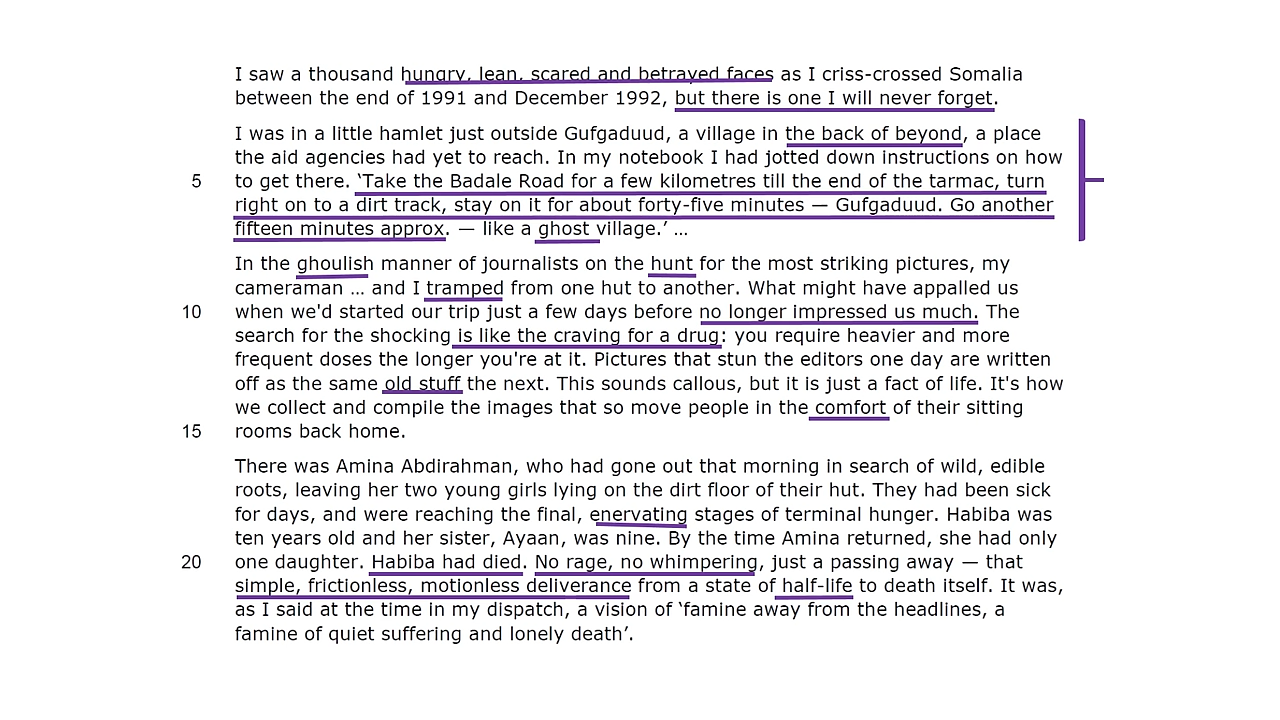 I saw a thousand hungry, lean, scared and betrayed faces as I criss-crossed Somalia
between the end of 1991 and December 1992, but there is one I will never forget.
I was in a little hamlet just outside Gufgaduud, a village in the back of beyond, a place
the aid agencies had yet to reach. In my notebook I had jotted down instructions on how
5 to get there. ‘Take the Badale Road for a few kilometres till the end of the tarmac, turn
right on to a dirt track, stay on it for about forty-five minutes — Gufgaduud. Go another
fifteen minutes approx. — like a ghost village.’ ...
In the ghoulish manner of journalists on the hunt for the most striking pictures, my
cameraman ... and I tramped from one hut to another. What might have appalled us
10 when we'd started our trip just a few days before no longer impressed us much. The
search for the shocking is like the craving for a drug: you require heavier and more
frequent doses the longer you're at it. Pictures that stun the editors one day are written
off as the same old stuff the next. This sounds callous, but it is just a fact of life. It's how
we collect and compile the images that so move people in the comfort of their sitting
15 rooms back home.
There was Amina Abdirahman, who had gone out that morning in search of wild, edible
roots, leaving her two young girls lying on the dirt floor of their hut. They had been sick
for days, and were reaching the final, enervating stages of terminal hunger. Habiba was
ten years old and her sister, Ayaan, was nine. By the time Amina returned, she had only
20 one daughter. Habiba had died. No rage, no whimpering, just a passing away — that
simple, frictionless, motionless deliverance from a state of half-life to death itself. It was,
as I said at the time in my dispatch, a vision of ‘famine away from the headlines, a
famine of quiet suffering and lonely death’.